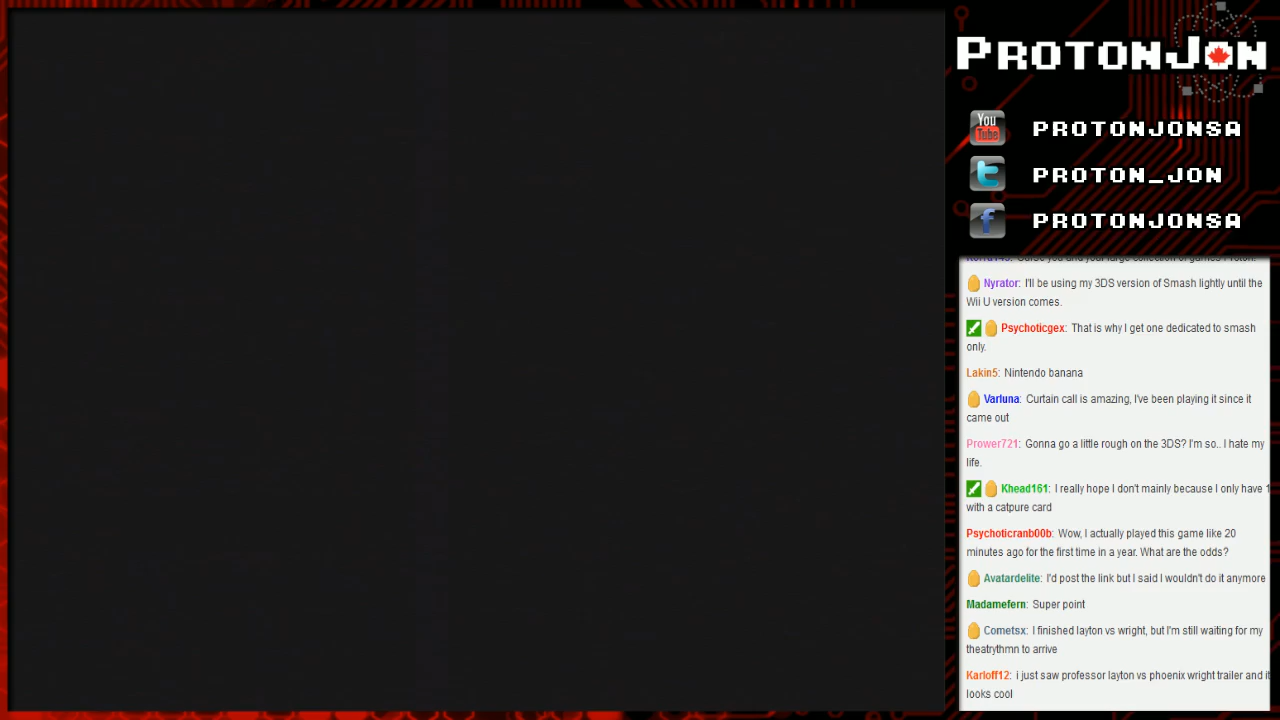 PROTONJON
You
Tube
PROTONJONSA
PROTON_JON
f
PROTONJONSA
Nyrator: I'll be using my 3DS version of Smash lightly until the
Wii U version comes.
Psychoticgex: That is why I get one dedicated to smash
only.
Lakin5: Nintendo banana
Varluna: Curtain call is amazing, I've been playing it since it
came out
Prower721: Gonna go a little rough on the 3DS? I'm so.. I hate my
life.
Khead161: I really hope I don't mainly because I only have 1
with a catpure card
Psychoticranb00b: Wow, I actually played this game like 20
minutes ago for the first time in a year. What are the odds?
Avatardelite: I'd post the link but I said I wouldn't do it anymore
Madamefern: Super point
Cometsx: I finished layton vs wright, but I'm still waiting for my
theatrythmn to arrive
Karloff12: i just saw professor layton vs phoenix wright trailer and it
looks cool